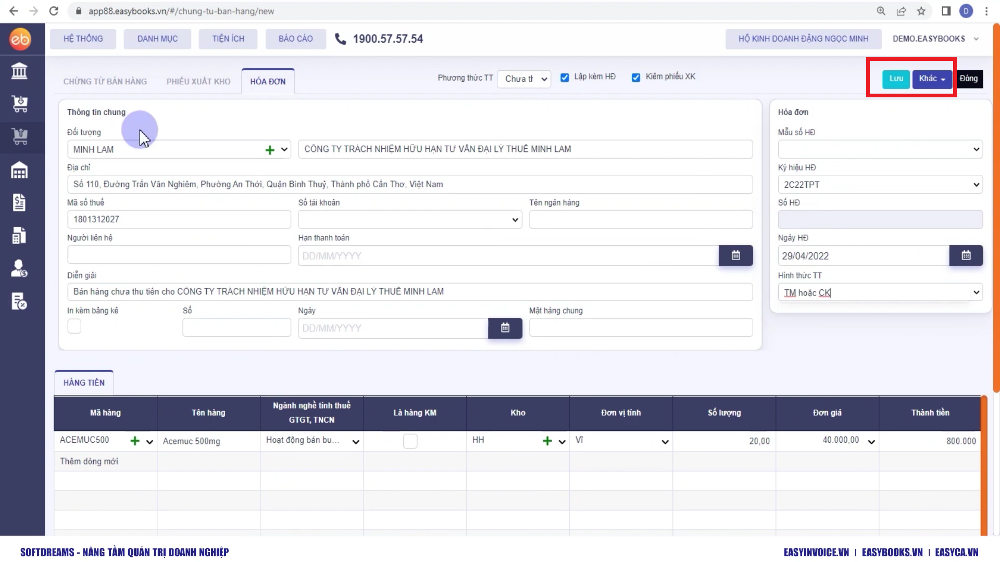 app88.easybooks.vn/#/chung-tu-ban-hang/new
D
eb
HỆ THỐNG
DANH MỤC
TIỆN ÍCH
BÁO CÁO
1900.57.57.54
HỘ KINH DOANH ĐẶNG NGỌC MINH
DEMO.EASYBOOKS
CHỨNG TỪ BÁN HÀNG
PHIẾU XUẤT KHO
HÓA ĐƠN
Phương thức TT
Chưa th
Lập kèm HĐ
Kiêm phiếu XK
Lưu
Khác
Đóng
Thông tin chung
Đối tượng
MINH LAM
CÔNG TY TRÁCH NHIỆM HỮU HẠN TƯ VẤN ĐẠI LÝ THUẾ MINH LAM
Địa chỉ
Số 110, Đường Trần Văn Nghiêm, Phường An Thới, Quận Bình Thuỷ, Thành phố Cần Thơ, Việt Nam
Mã số thuế
Số tài khoản
Tên ngân hàng
1801312027
Người liên hệ
Hạn thanh toán
DD/MM/YYYY
Diễn giải
Bán hàng chưa thu tiền cho CÔNG TY TRÁCH NHIỆM HỮU HẠN TƯ VẤN ĐẠI LÝ THUẾ MINH LAM
In kèm bảng kê
Số
Ngày
Mặt hàng chung
DD/MM/YYYY
Hóa đơn
Mẫu số HĐ
Ký hiệu HĐ
2C22TPT
Số HĐ
Ngày HĐ
29/04/2022
Hình thức TT
TM hoặc CK
HÀNG TIỀN
Mã hàng
Tên hàng
Ngành nghề tính thuế
GTGT, TNCN
Là hàng KM
Kho
Đơn vị tính
Số lượng
Đơn giá
Thành tiền
ACEMUC500
Acemuc 500mg
Hoạt động bán bu...
HH
Vỉ
20,00
40.000,00
800.000
Thêm dòng mới
SOFTDREAMS - NÂNG TẦM QUẢN TRỊ DOANH NGHIỆP
EASYINVOICE.VN | EASYBOOKS.VN | EASYCA.VN